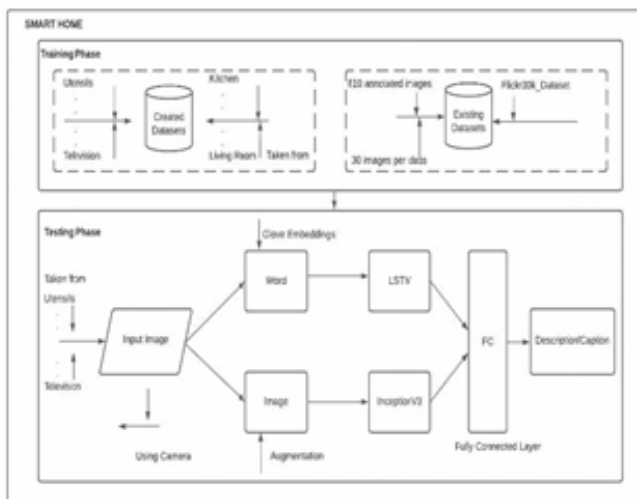 SMART HOME
Training Phase
Utensils
Television
Created
Datasets
Kitchen
Living Room
Taken from
810 annotated images
30 images per class
Existing
Datasets
Flickr30k_Dataset
Testing Phase
Taken from
Utensils
Television
Input Image
Using Camera
Glove Embeddings
Word
LSTV
Image
InceptionV3
Augmentation
FC
Fully Connected Layer
Description/Caption